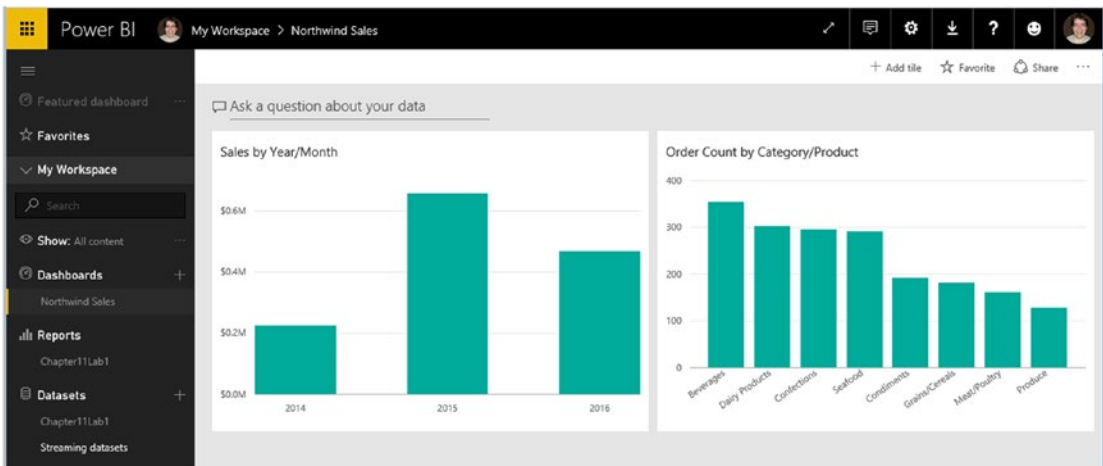 Power BI
My Workspace > Northwind Sales
?
+ Add tile
Favorite
Share
...
Featured dashboard ...
Favorites
My Workspace
Search
Show: All content ...
Dashboards +
Northwind Sales
Reports
Chapter11Lab1
Datasets +
Chapter11Lab1
Streaming datasets
Ask a question about your data
Sales by Year/Month
$0.6M
$0.4M
$0.2M
$0.0M
2014
2015
2016
Order Count by Category/Product
400
300
200
100
0
Beverages
Dairy Products
Confections
Seafood
Condiments
Grains/Cereals
Meat/Poultry
Produce